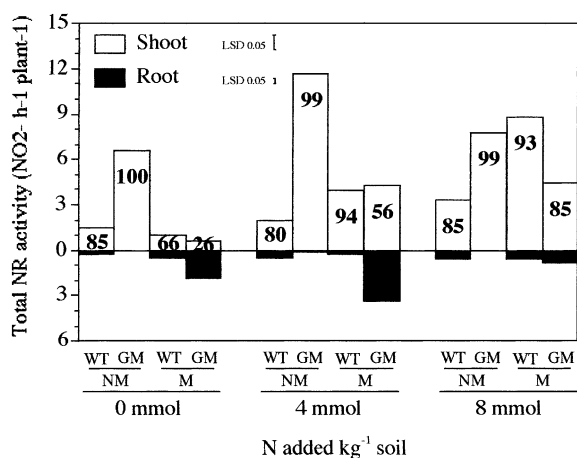 Total NR activity (NO2- h-1 plant-1)
15
12
9
6
3
0
3
6
Shoot LSD 0.05
Root LSD 0.05
85 100 66 26
80 99 94 56
85 99 93 85
WT GM WT GM WT GM WT GM WT GM WT GM
NM M NM M NM M
0 mmol 4 mmol 8 mmol
N added kg-1 soil